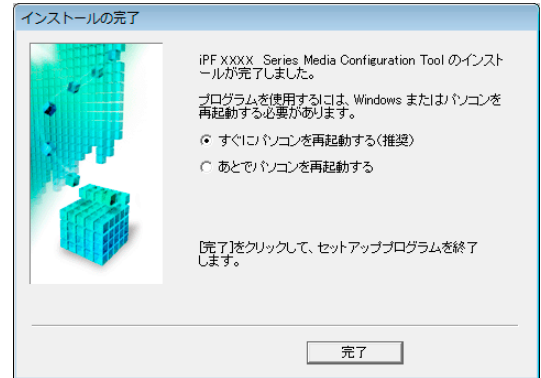 インストールの完了
iPF XXXX Series Media Configuration Tool のインスト
ールが完了しました。
プログラムを使用するには、Windows またはパソコンを
再起動する必要があります。
すぐにパソコンを再起動する(推奨)
あとでパソコンを再起動する
[完了]をクリックして、セットアッププログラムを終了
します。
完了